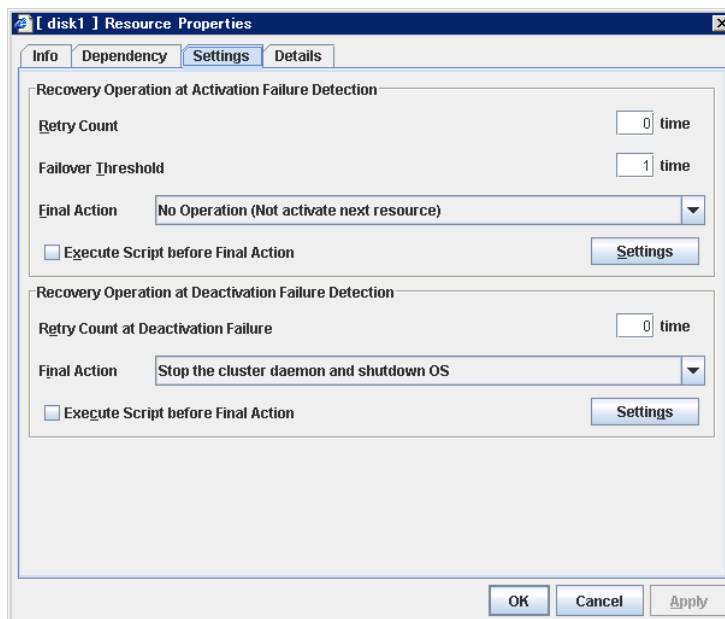 [ disk1 ] Resource Properties
Info Dependency Settings Details
Recovery Operation at Activation Failure Detection
Retry Count 0 time
Failover Threshold 1 time
Final Action No Operation (Not activate next resource)
Execute Script before Final Action Settings
Recovery Operation at Deactivation Failure Detection
Retry Count at Deactivation Failure 0 time
Final Action Stop the cluster daemon and shutdown OS
Execute Script before Final Action Settings
OK Cancel Apply